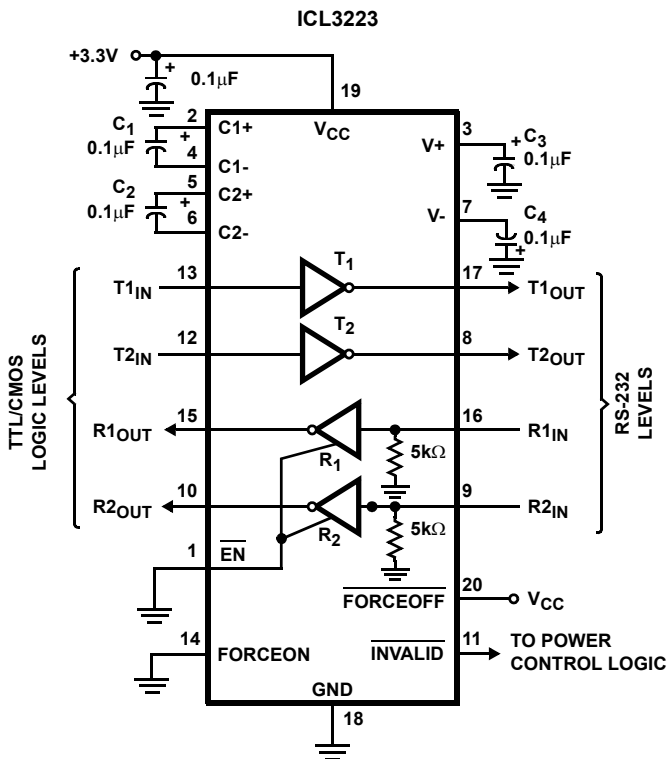 ICL3223
+3.3V
+
0.1μF
19
2
C1+
VCC
3
C1
+
V+
+
C3
0.1μF
4
C1-
0.1μF
5
C2+
7
C2
+
V-
C4
0.1μF
6
C2-
0.1μF
+
T1
13
17
T1IN
T1OUT
T2
12
8
T2IN
T2OUT
TTL/CMOS
LOGIC LEVELS
RS-232
LEVELS
15
16
R1OUT
R1IN
R1
5kΩ
10
9
R2OUT
R2IN
R2
5kΩ
1
EN
20
FORCEOFF
VCC
14
11
FORCEON
INVALID
TO POWER
CONTROL LOGIC
GND
18